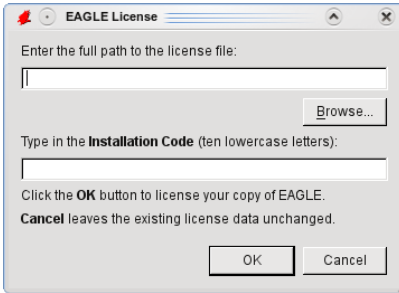 EAGLE License
Enter the full path to the license file:
Browse...
Type in the Installation Code (ten lowercase letters):
Click the OK button to license your copy of EAGLE.
Cancel leaves the existing license data unchanged.
OK Cancel